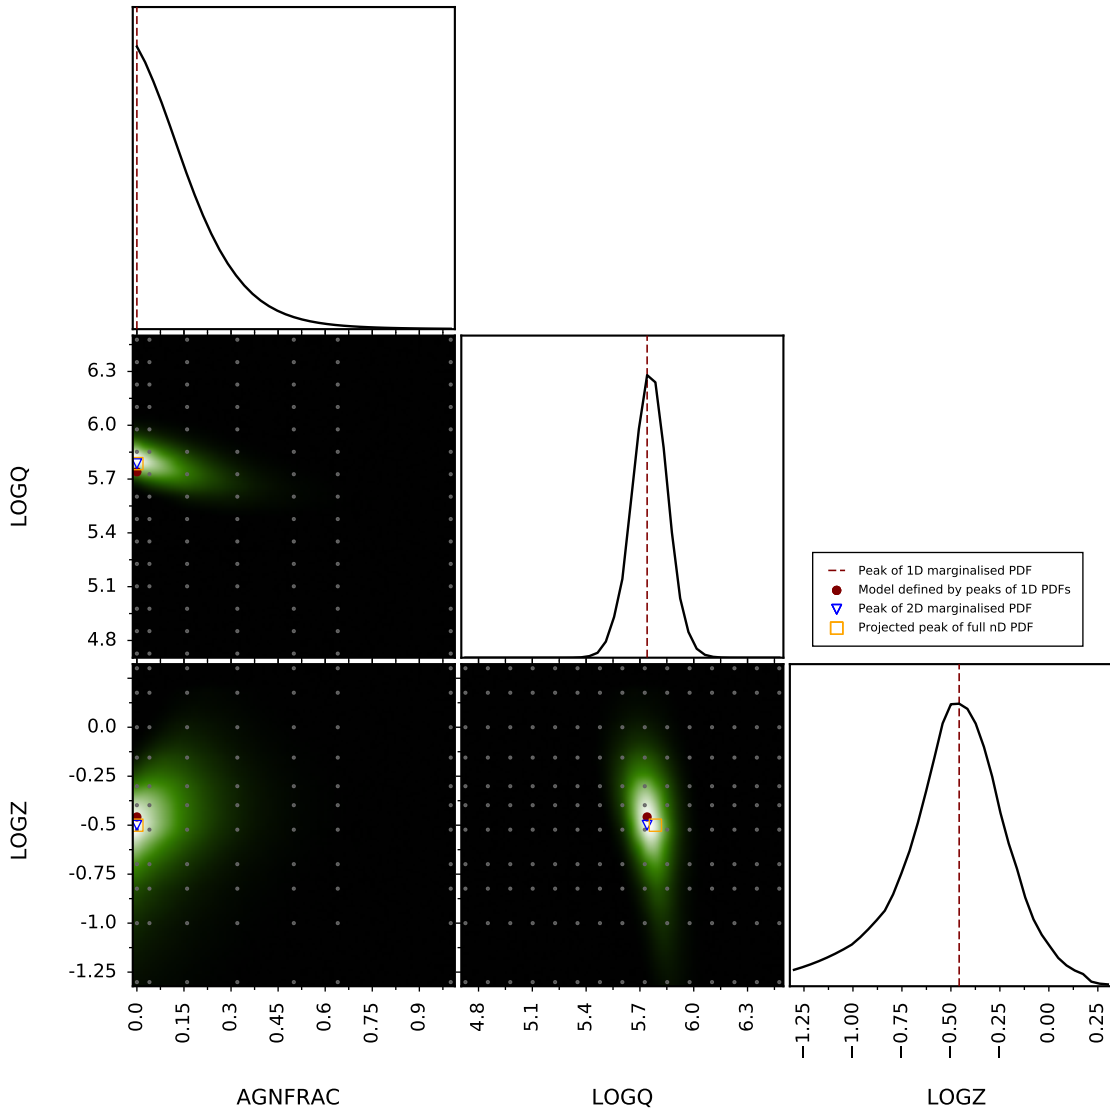 6.3
6.0
5.7
5.4
5.1
4.8
LOGQ
Peak of 1D marginalised PDF
Model defined by peaks of 1D PDFs
Peak of 2D marginalised PDF
Projected peak of full nD PDF
0.0
-0.25
-0.5
-0.75
-1.0
-1.25
LOGZ
0.0 0.15 0.3 0.45 0.6 0.75 0.9
4.8 5.1 5.4 5.7 6.0 6.3
−1.25 −1.00 −0.75 −0.50 −0.25 0.00 0.25
AGNFRAC LOGQ LOGZ